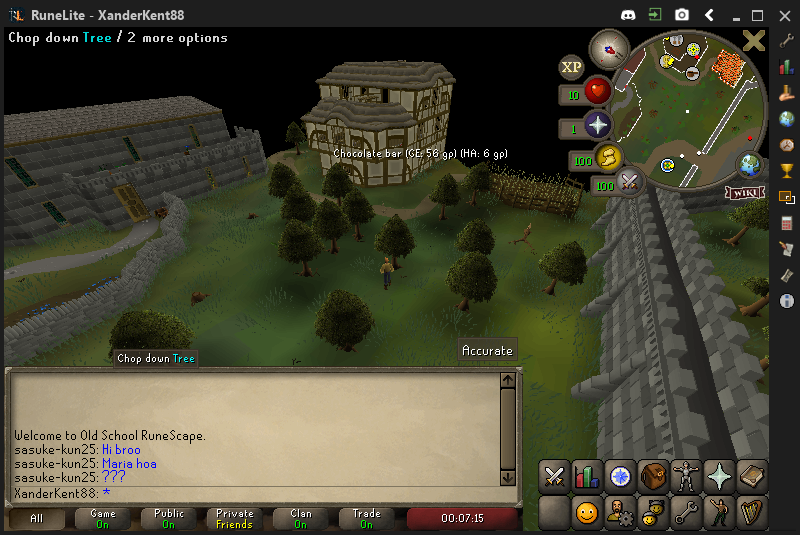 RuneLite - XanderKent88
Chop down Tree / 2 more options
XP
10
1
100
100
WIKI
Chocolate bar (GE: 56 gp) (HA: 6 gp)
Chop down Tree
Accurate
Welcome to Old School RuneScape.
sasuke-kun25: Hi broo
sasuke-kun25: Maria hoa
sasuke-kun25: ???
XanderKent88: *
All
Game
On
Public
On
Private
Friends
Clan
On
Trade
On
00:07:15